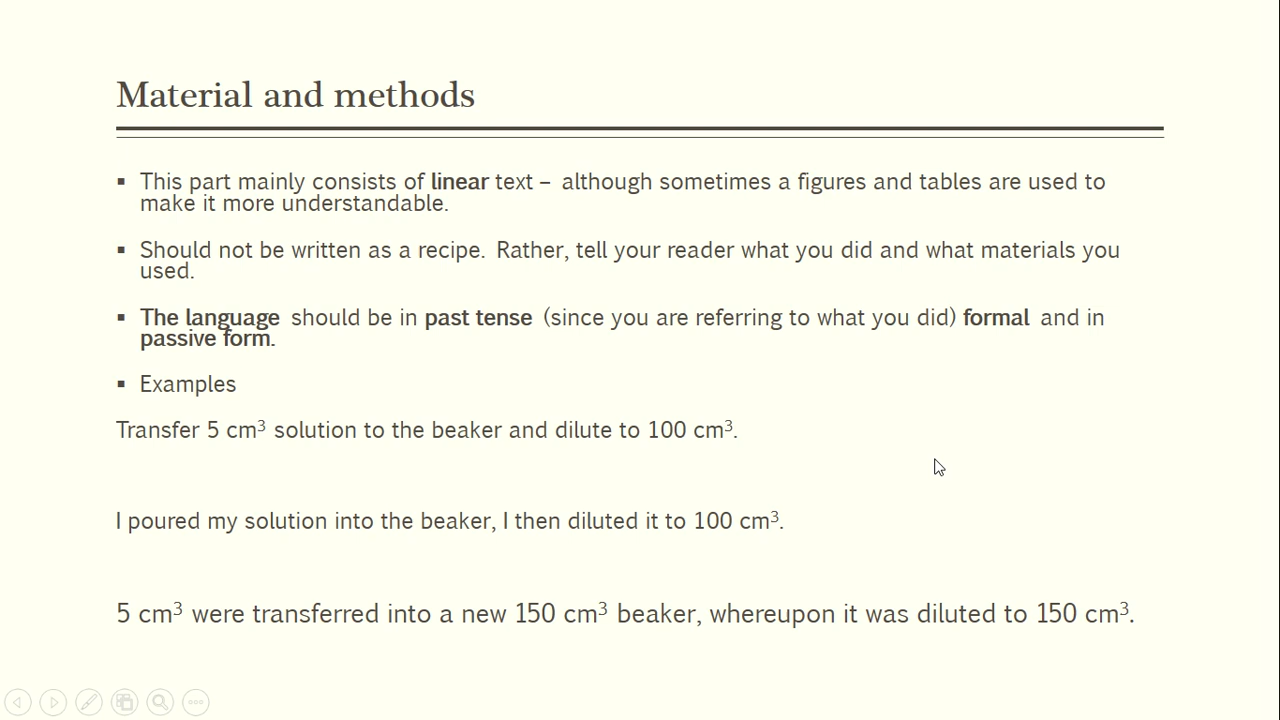 Material and methods
▪ This part mainly consists of linear text – although sometimes a figures and tables are used to
make it more understandable.
▪ Should not be written as a recipe. Rather, tell your reader what you did and what materials you
used.
▪ The language should be in past tense (since you are referring to what you did) formal and in
passive form.
▪ Examples
Transfer 5 cm³ solution to the beaker and dilute to 100 cm³.
I poured my solution into the beaker, I then diluted it to 100 cm³.
5 cm³ were transferred into a new 150 cm³ beaker, whereupon it was diluted to 150 cm³.